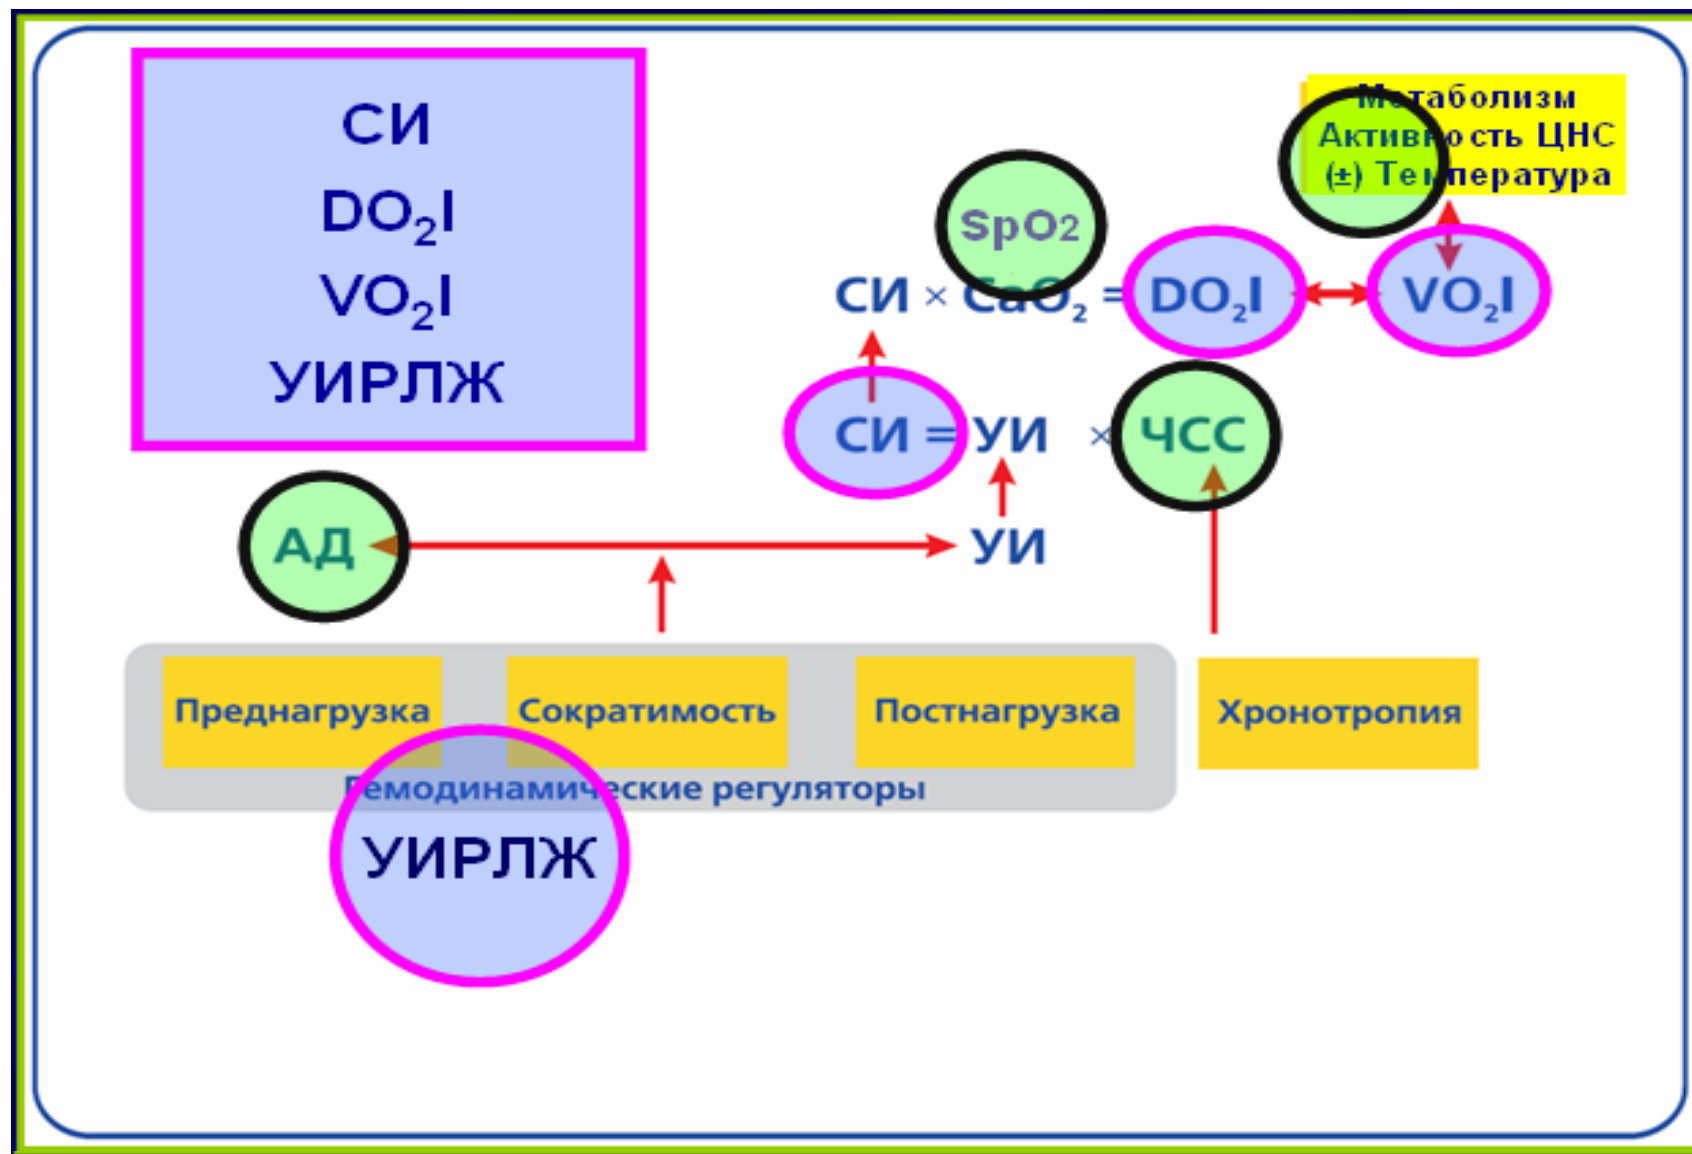 СИ
DO₂I
VO₂I
УИРЛЖ
Метаболизм
Активность ЦНС
(±) Температура
SpO2
СИ × CaO₂ = DO₂I VO₂I
СИ = УИ × ЧСС
АД УИ
Преднагрузка Сократимость Постнагрузка Хронотропия
Гемодинамические регуляторы
УИРЛЖ